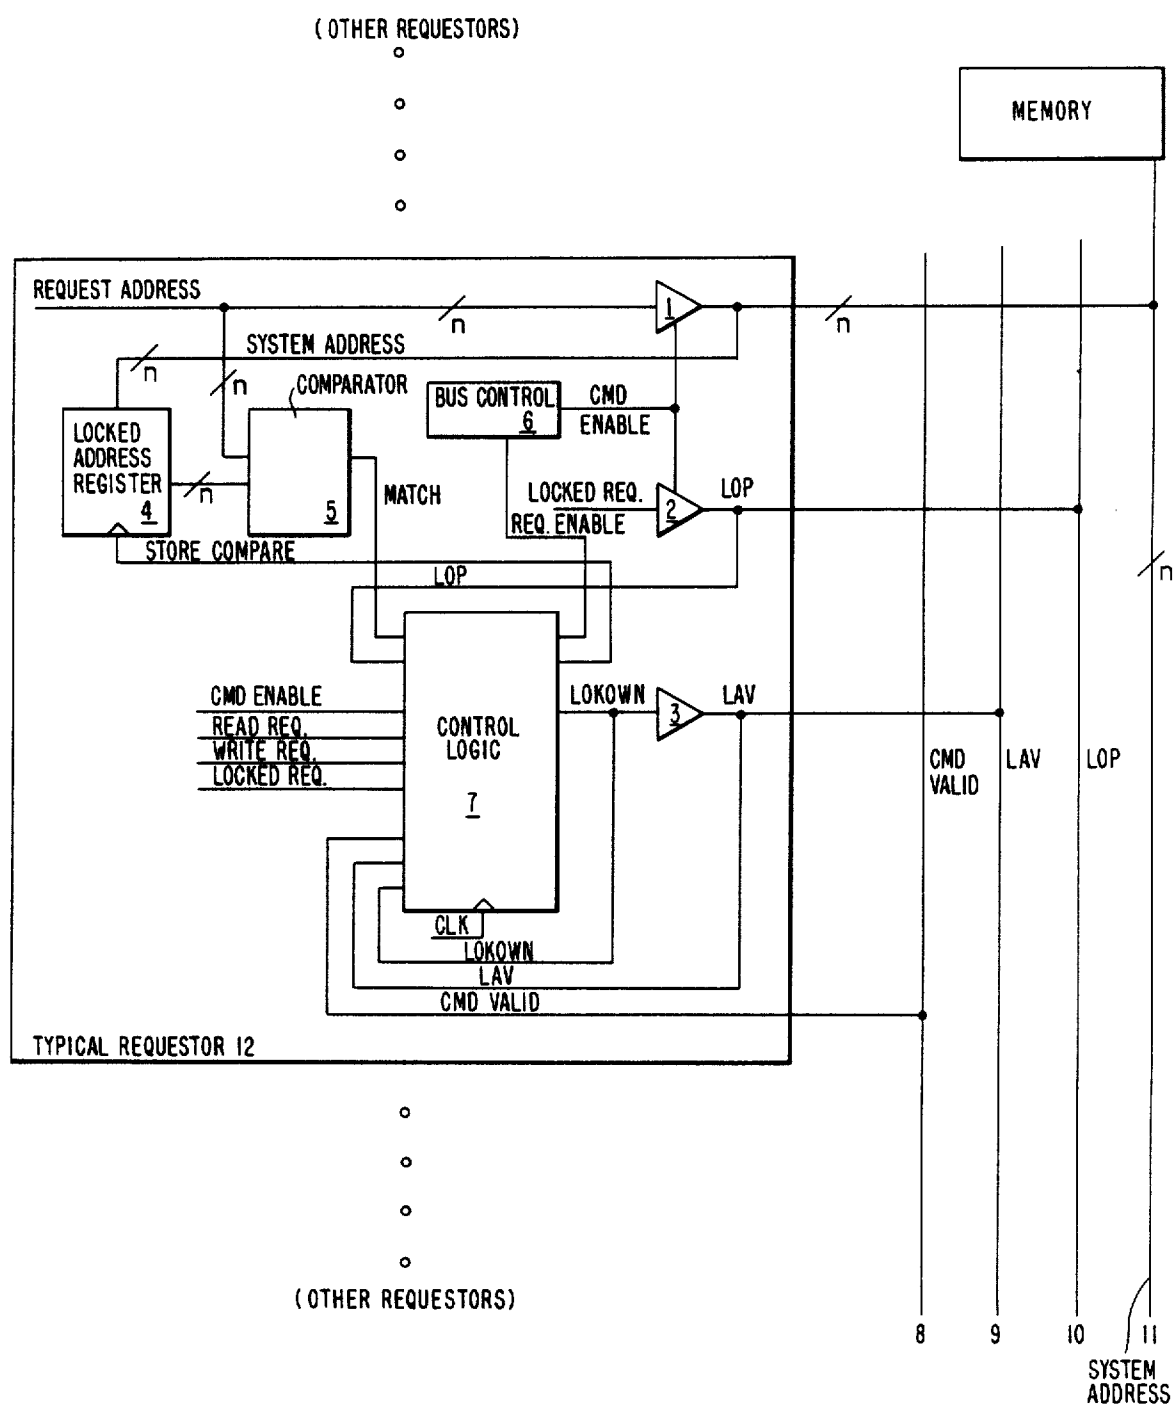 (OTHER REQUESTORS)
MEMORY
REQUEST ADDRESS
n
n
SYSTEM ADDRESS
n
n
COMPARATOR
BUS CONTROL
6
CMD
ENABLE
1
LOCKED
ADDRESS
REGISTER
4
n
5
MATCH
LOCKED REQ.
REQ. ENABLE
2
LOP
STORE COMPARE
LOP
n
CMD ENABLE
READ REQ.
WRITE REQ.
LOCKED REQ.
CONTROL
LOGIC
7
LOKOWN
3
LAV
CMD
VALID
LAV
LOP
CLK
LOKOWN
LAV
CMD VALID
TYPICAL REQUESTOR 12
(OTHER REQUESTORS)
8
9
10
11
SYSTEM
ADDRESS